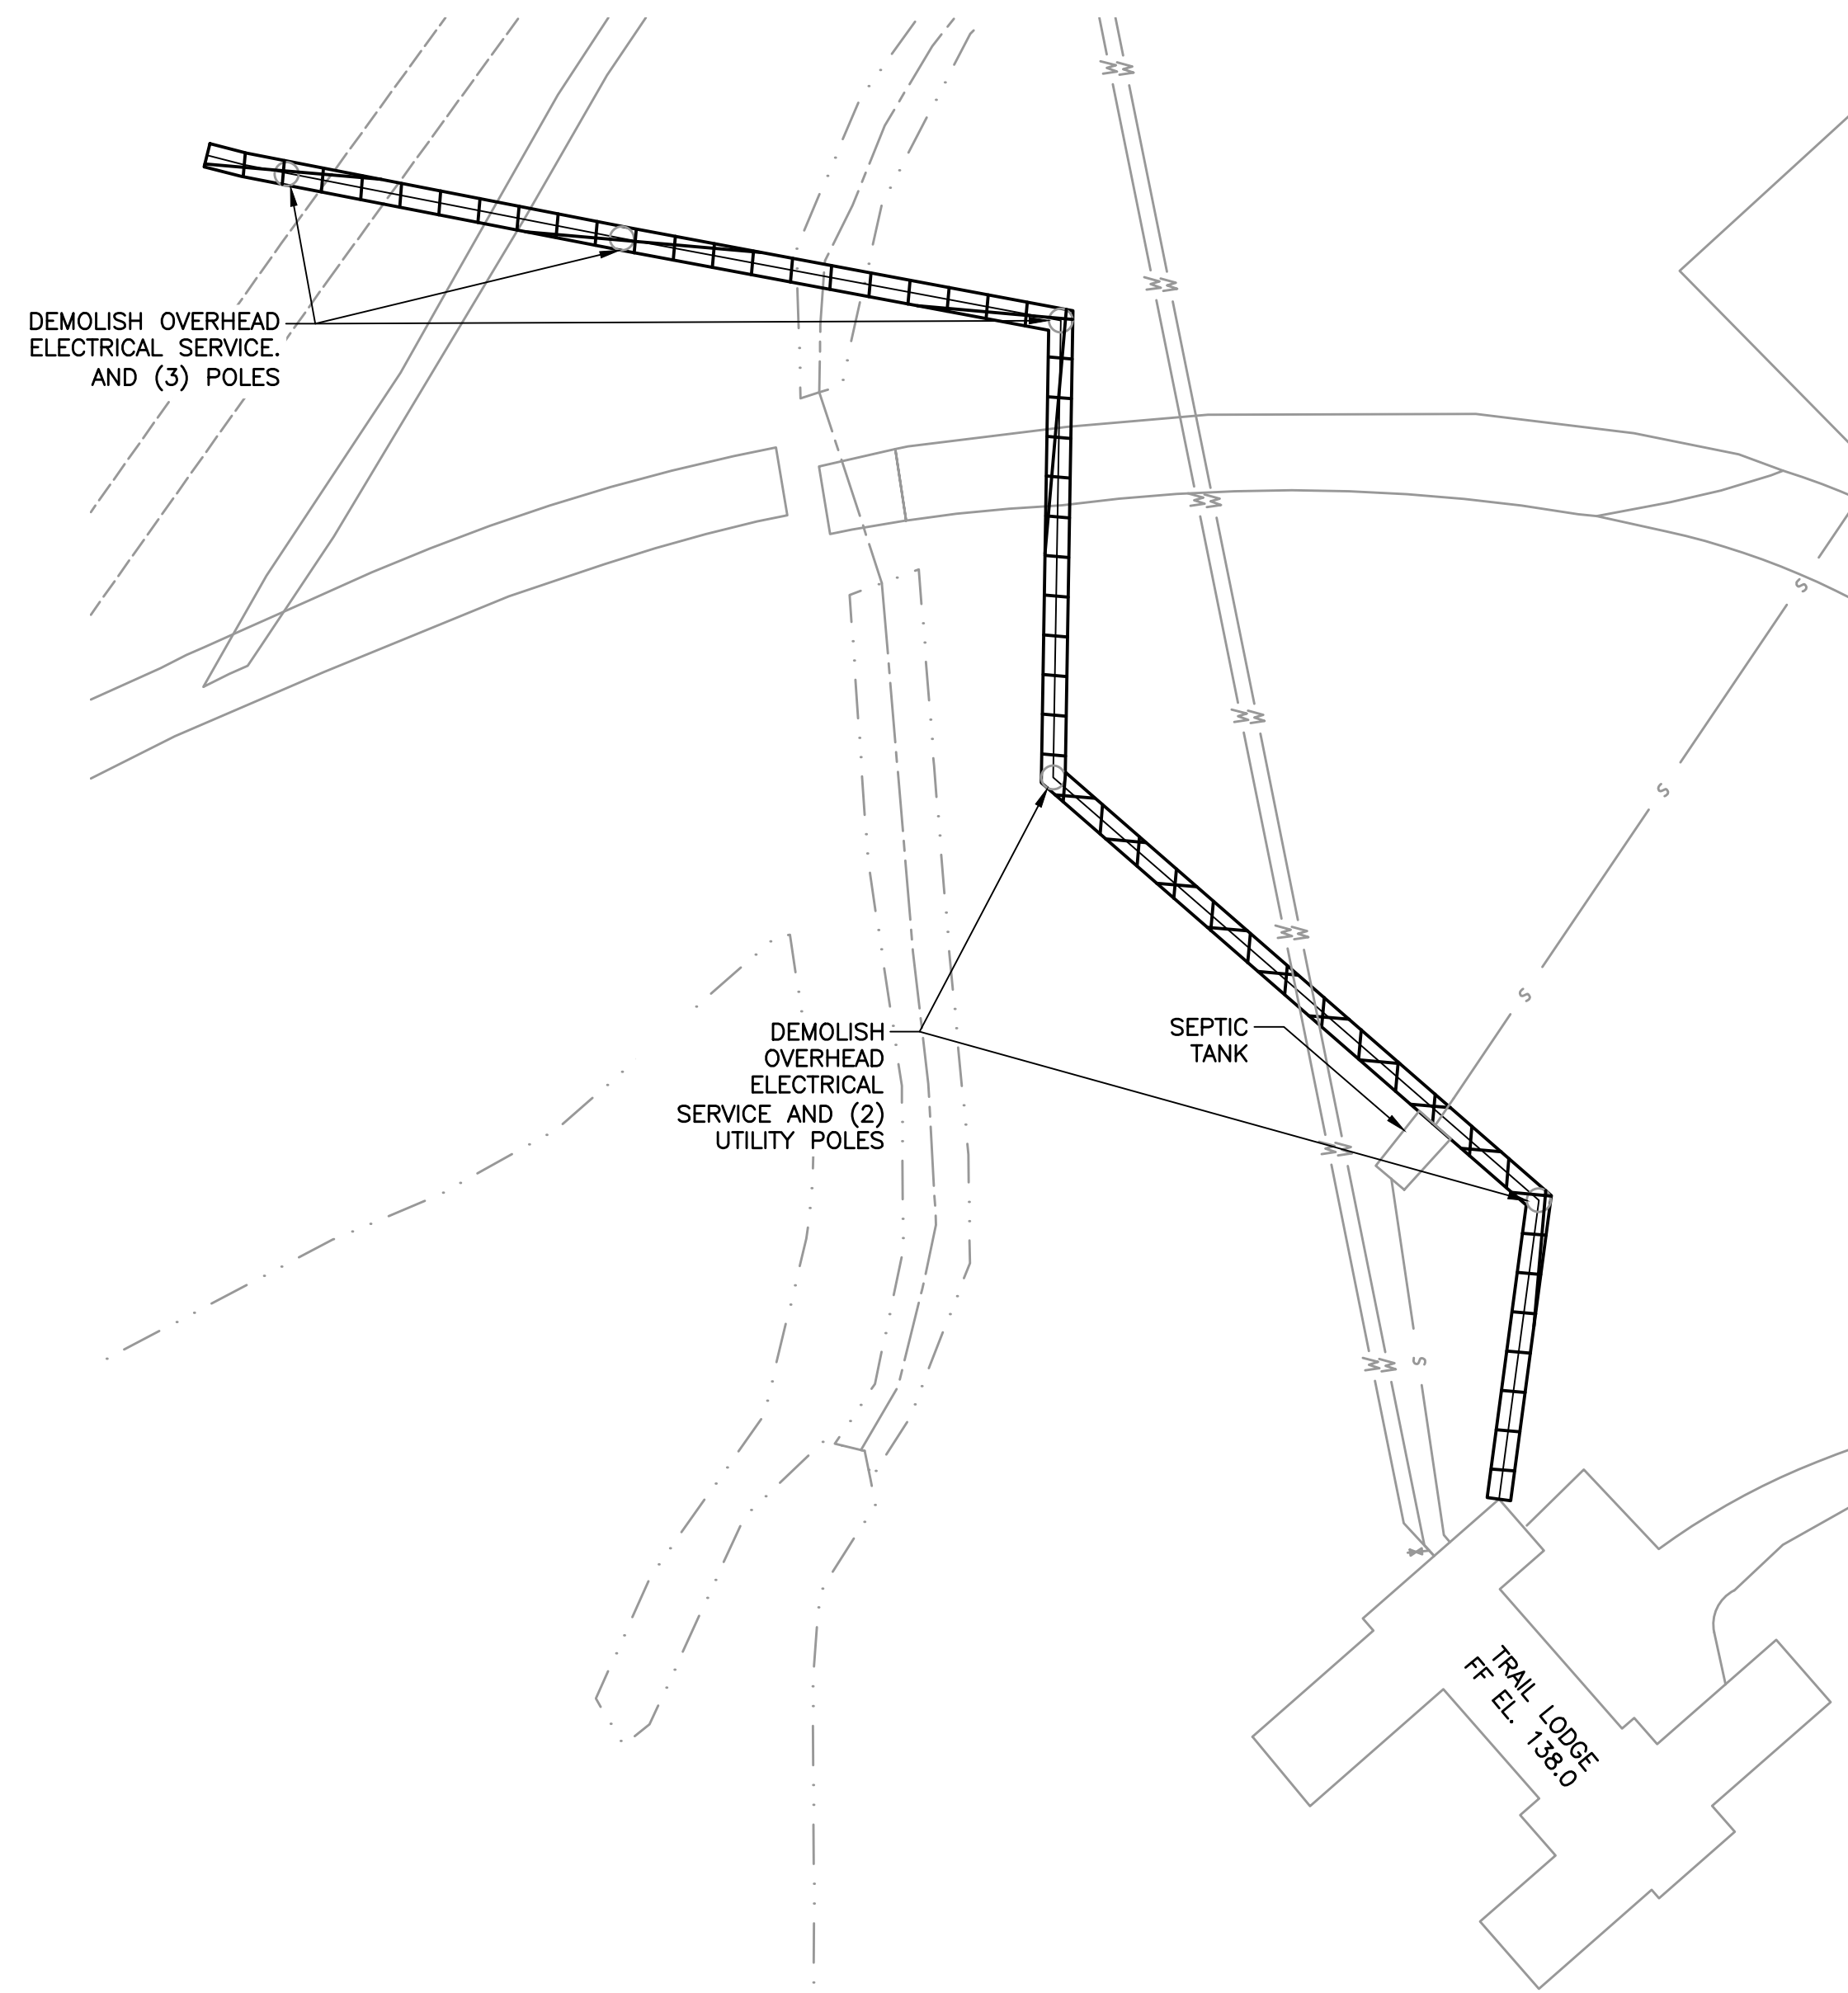 DEMOLISH OVERHEAD
ELECTRICAL SERVICE.
AND (3) POLES
DEMOLISH
OVERHEAD
ELECTRICAL
SERVICE AND (2)
UTILITY POLES
SEPTIC
TANK
W W
W W
W W
W W
W W
W W
W W
S
S
S
S
TRAIL LODGE
FF EL. 138.0